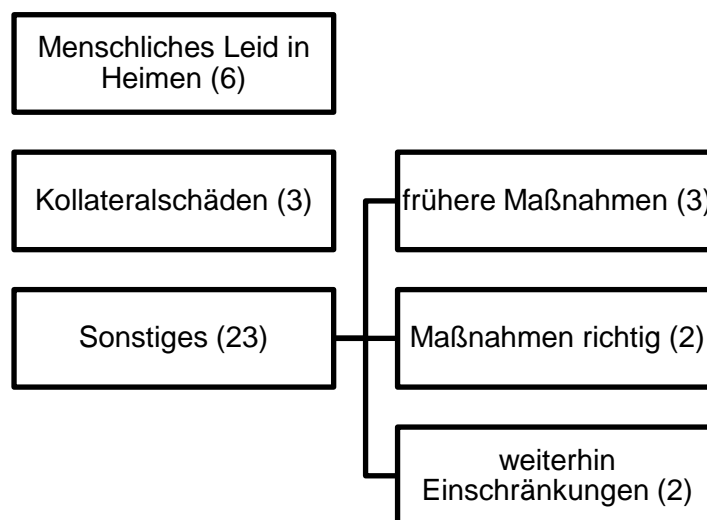 Menschliches Leid in
Heimen (6)
Kollateralschäden (3)
frühere Maßnahmen (3)
Sonstiges (23)
Maßnahmen richtig (2)
weiterhin
Einschränkungen (2)